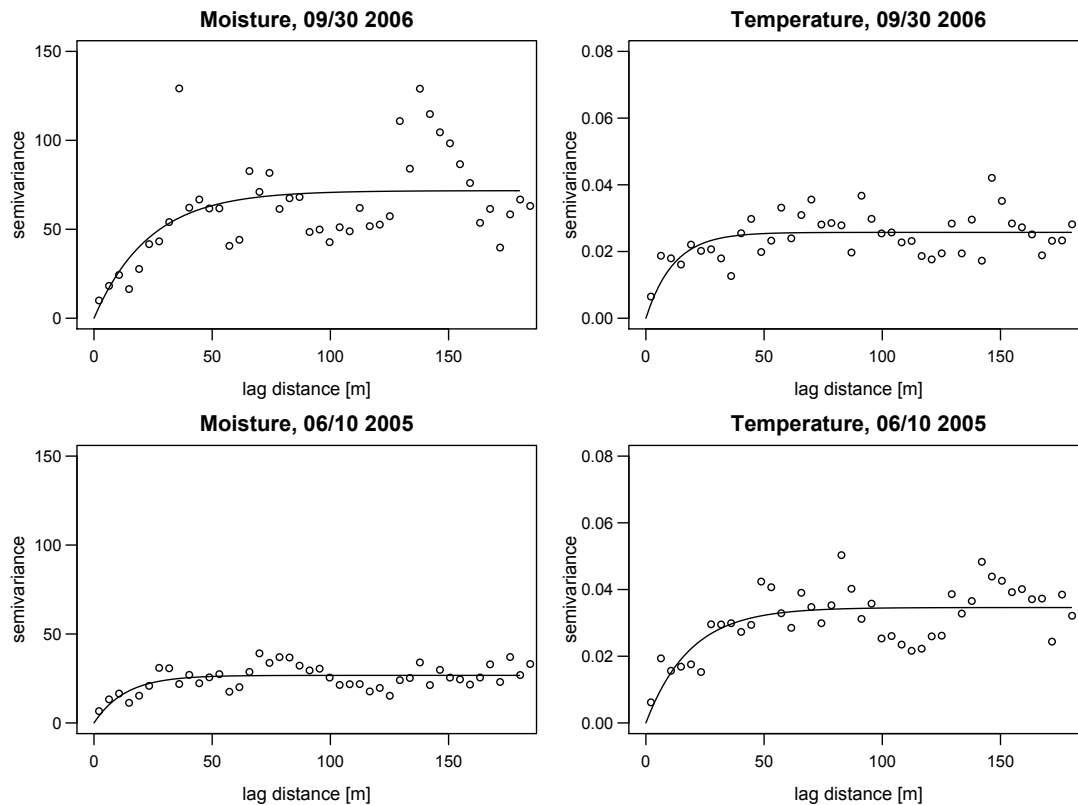 Moisture, 09/30 2006
semivariance
150
100
50
0
0 50 100 150
lag distance [m]
Temperature, 09/30 2006
semivariance
0.08
0.06
0.04
0.02
0.00
0 50 100 150
lag distance [m]
Moisture, 06/10 2005
semivariance
150
100
50
0
0 50 100 150
lag distance [m]
Temperature, 06/10 2005
semivariance
0.08
0.06
0.04
0.02
0.00
0 50 100 150
lag distance [m]